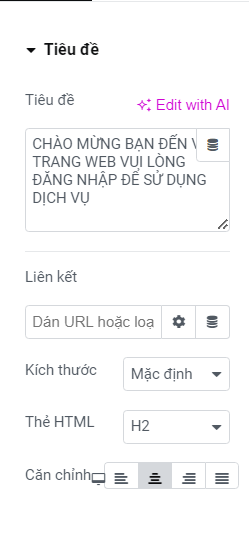 Tiêu đề
Tiêu đề
Edit with AI
CHÀO MỪNG BẠN ĐẾN V
TRANG WEB VUI LÒNG
ĐĂNG NHẬP ĐỂ SỬ DỤNG
DỊCH VỤ
Liên kết
Dán URL hoặc loạ
Kích thước
Mặc định
Thẻ HTML
H2
Căn chỉnh